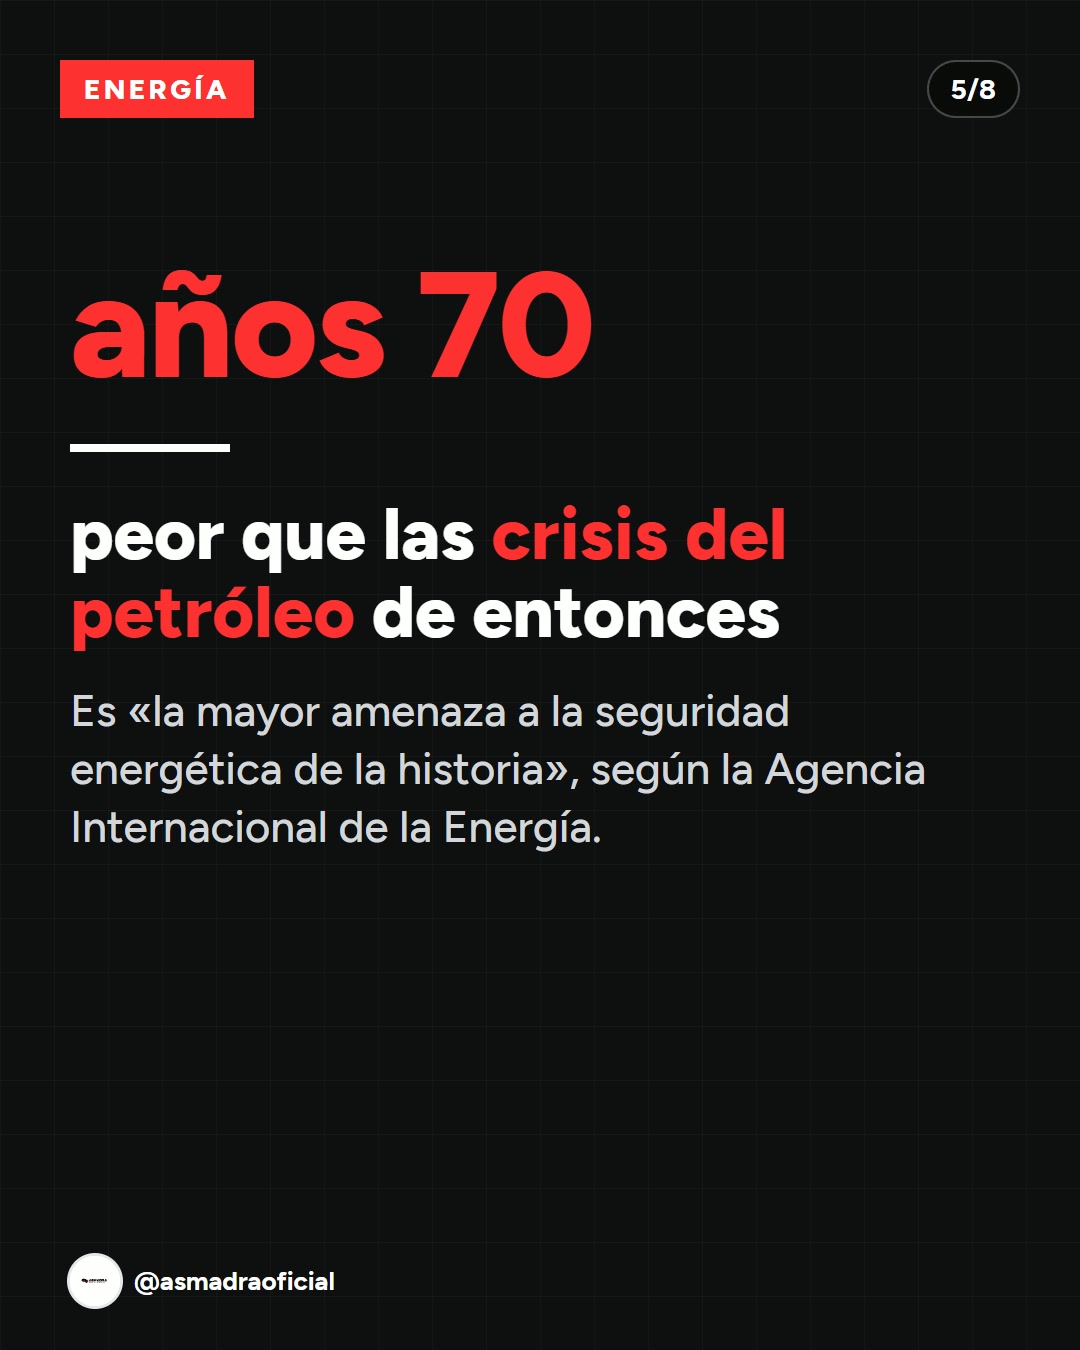 ENERGÍA
5/8
años 70
peor que las crisis del
petróleo de entonces
Es «la mayor amenaza a la seguridad
energética de la historia», según la Agencia
Internacional de la Energía.
@asmadraoficial